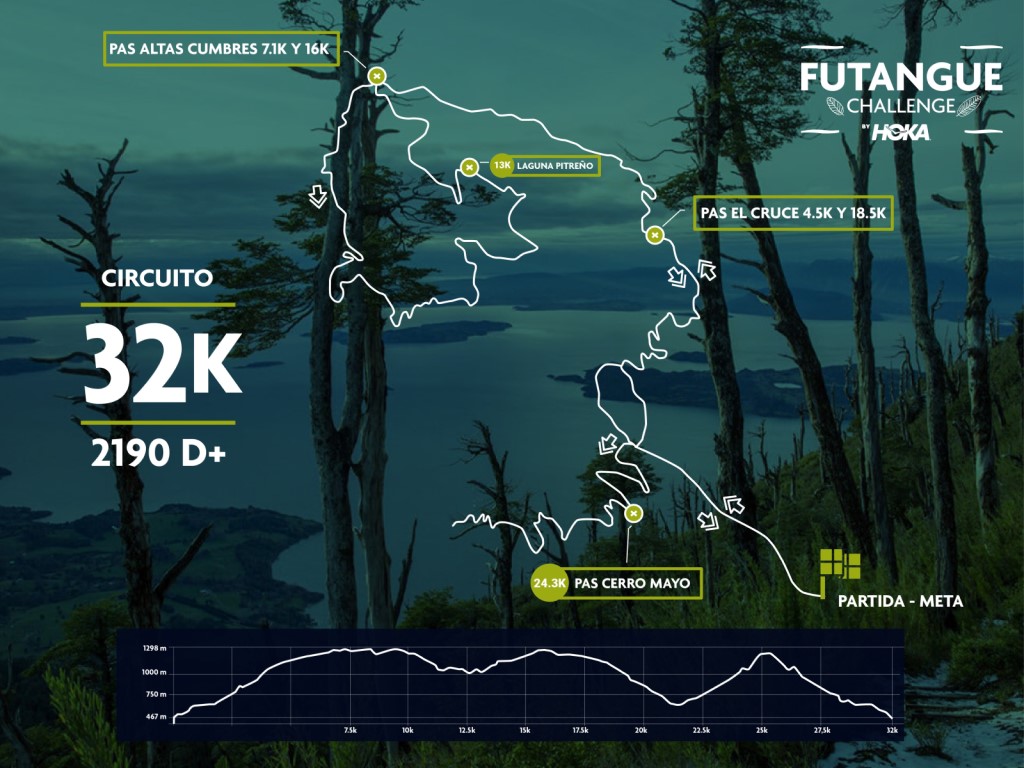 PAS ALTAS CUMBRES 7.1K Y 16K
FUTANGUE
CHALLENGE
BY HOKA
13K LAGUNA PITREÑO
PAS EL CRUCE 4.5K Y 18.5K
CIRCUITO
32K
2190 D+
24.3K PAS CERRO MAYO
PARTIDA - META
1298 m
1000 m
750 m
467 m
7.5k 10k 12.5k 15k 17.5k 20k 22.5k 25k 27,5k 32k